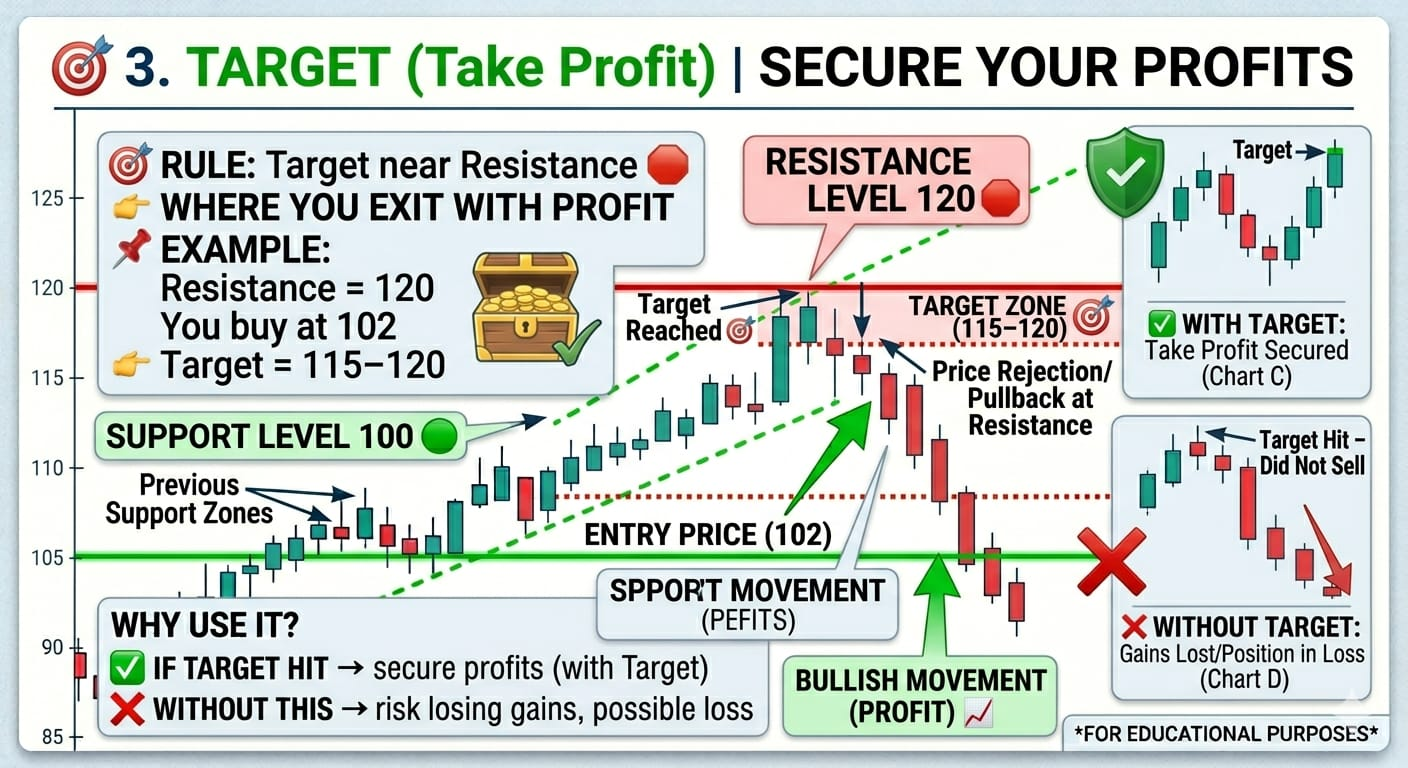 3. TARGET (Take Profit) | SECURE YOUR PROFITS
RULE: Target near Resistance
WHERE YOU EXIT WITH PROFIT
EXAMPLE:
Resistance = 120
You buy at 102
Target = 115–120
RESISTANCE
LEVEL 120
Target
WITH TARGET:
Take Profit Secured
(Chart C)
125
120
115
110
105
90
85
Target
Reached
TARGET ZONE
(115–120)
Price Rejection/
Pullback at
Resistance
SUPPORT LEVEL 100
Previous
Support Zones
ENTRY PRICE (102)
Target Hit –
Did Not Sell
WITHOUT TARGET:
Gains Lost/Position in Loss
(Chart D)
SPPORT MOVEMENT
(PEFITS)
WHY USE IT?
IF TARGET HIT → secure profits (with Target)
WITHOUT THIS → risk losing gains, possible loss
BULLISH MOVEMENT
(PROFIT)
*FOR EDUCATIONAL PURPOSES*